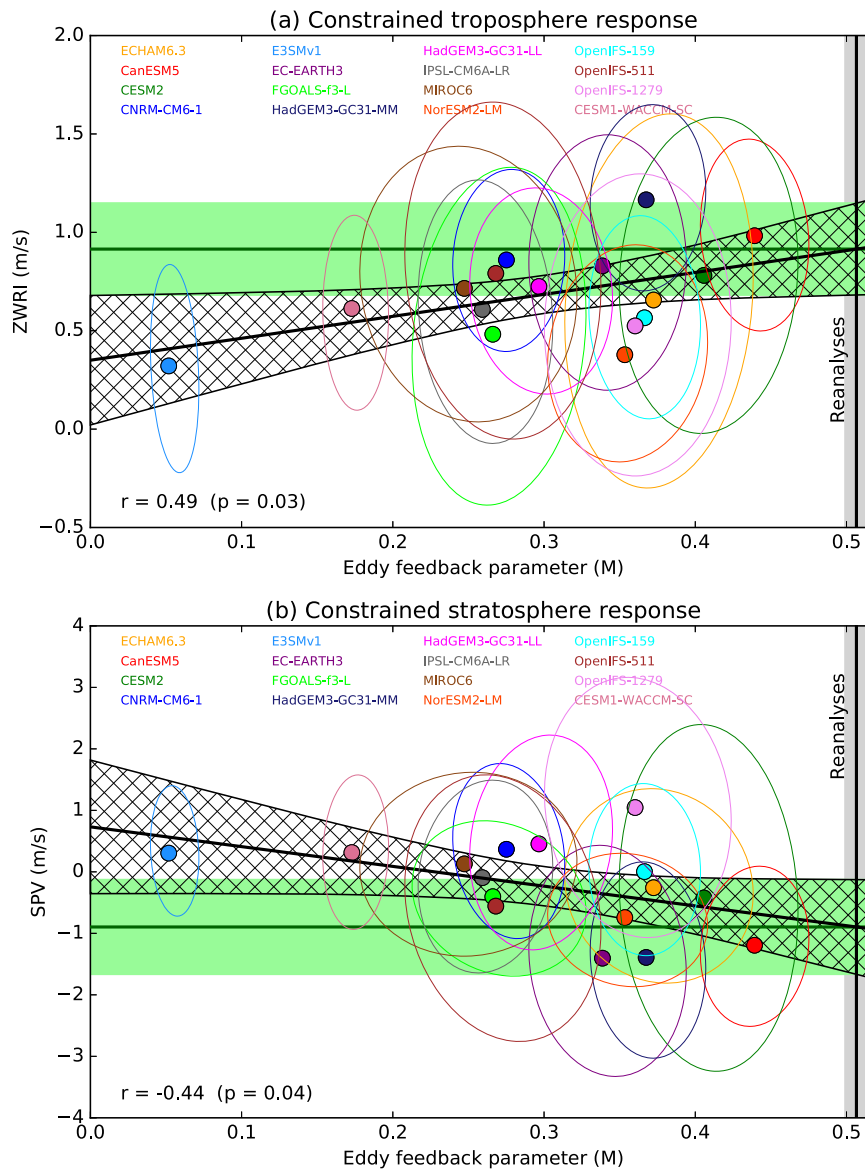 (a) Constrained troposphere response
2.0
ECHAM6.3 E3SMv1 HadGEM3-GC31-LL OpenIFS-159
CanESM5 EC-EARTH3 IPSL-CM6A-LR OpenIFS-511
CESM2 FGOALS-f3-L MIROC6 OpenIFS-1279
CNRM-CM6-1 HadGEM3-GC31-MM NorESM2-LM CESM1-WACCM-SC
1.5
1.0
ZWRI (m/s)
0.5
Reanalyses
0.0
r = 0.49 (p = 0.03)
−0.5
0.0 0.1 0.2 0.3 0.4 0.5
Eddy feedback parameter (M)
(b) Constrained stratosphere response
4
ECHAM6.3 E3SMv1 HadGEM3-GC31-LL OpenIFS-159
CanESM5 EC-EARTH3 IPSL-CM6A-LR OpenIFS-511
CESM2 FGOALS-f3-L MIROC6 OpenIFS-1279
CNRM-CM6-1 HadGEM3-GC31-MM NorESM2-LM CESM1-WACCM-SC
3
2
Reanalyses
1
0
SPV (m/s)
−1
−2
−3
r = -0.44 (p = 0.04)
−4
0.0 0.1 0.2 0.3 0.4 0.5
Eddy feedback parameter (M)